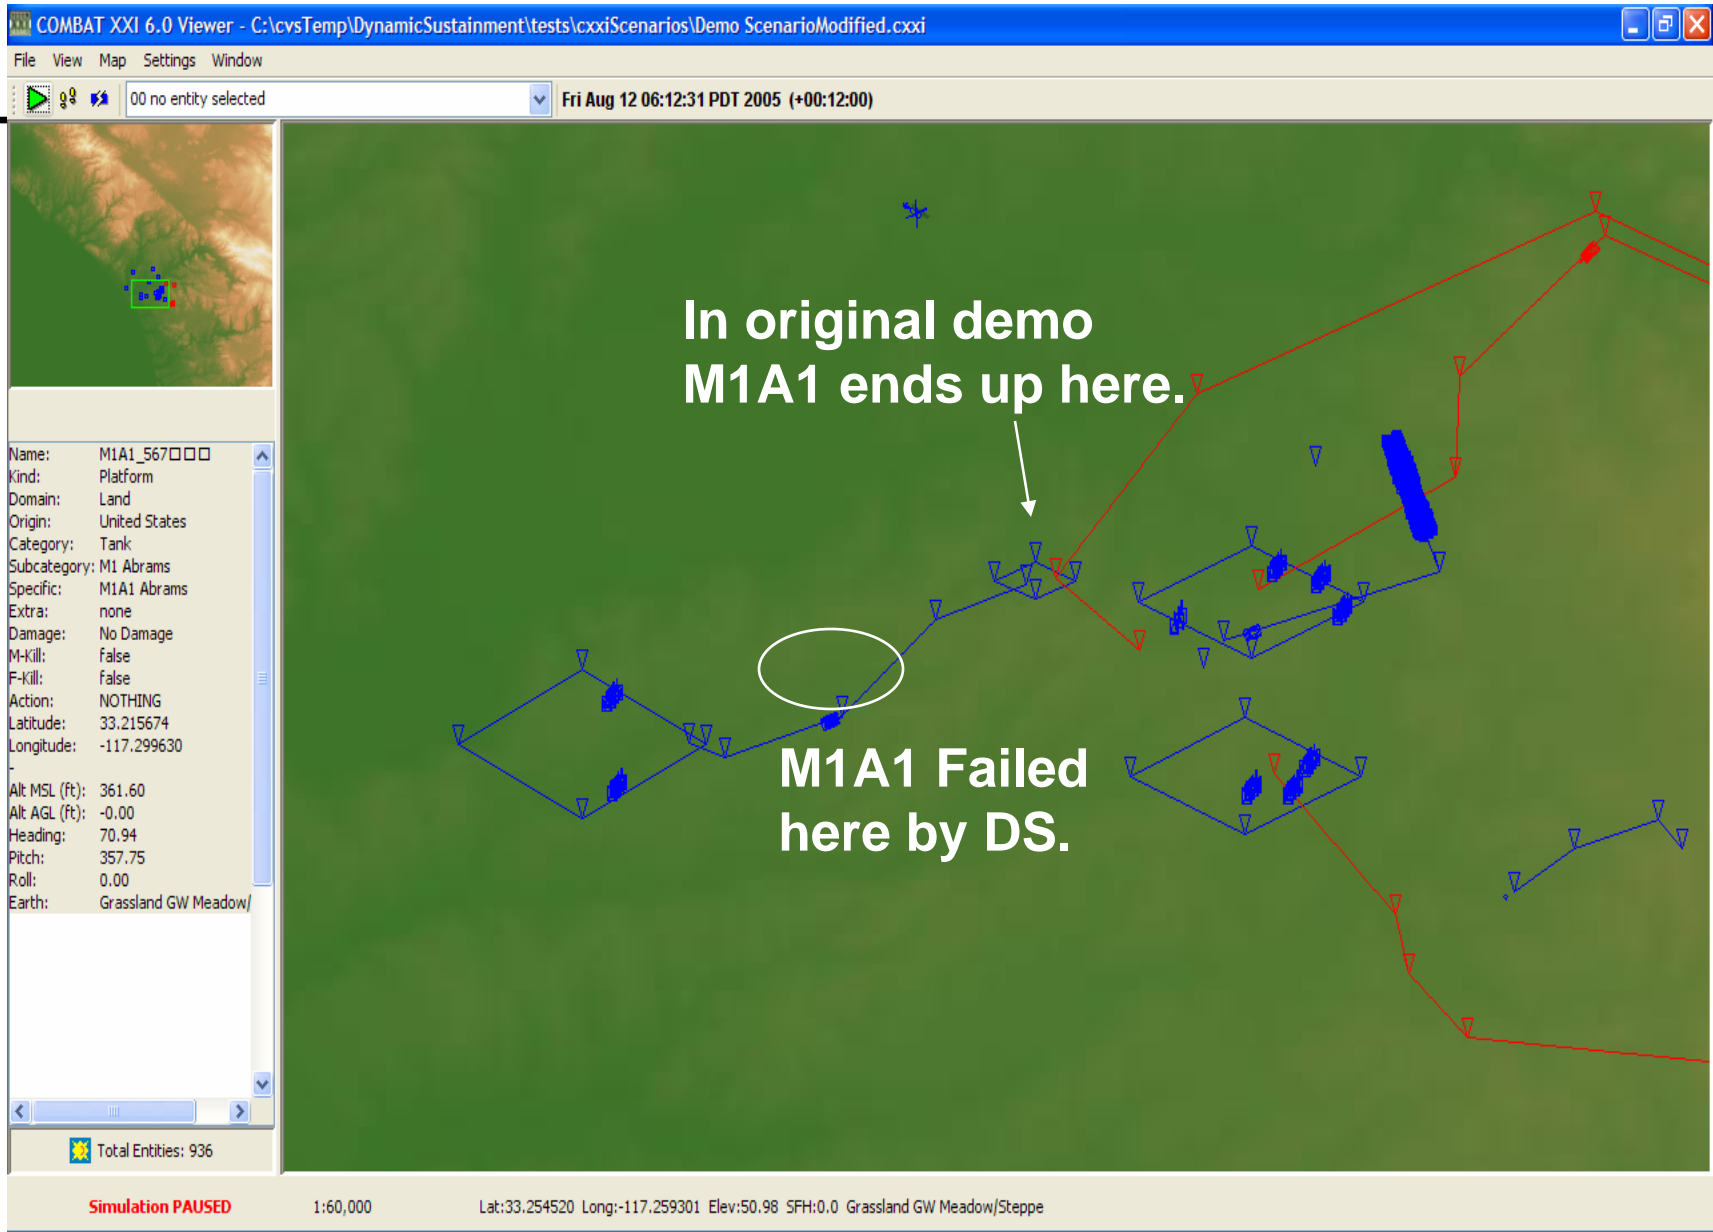 COMBAT XXI 6.0 Viewer - C:\cvsTemp\DynamicSustainment\tests\cxxiScenarios\Demo ScenarioModified.cxxi
File View Map Settings Window
00 no entity selected
Fri Aug 12 06:12:31 PDT 2005 (+00:12:00)
In original demo
M1A1 ends up here.
M1A1 Failed
here by DS.
Name: M1A1_567□□□
Kind: Platform
Domain: Land
Origin: United States
Category: Tank
Subcategory: M1 Abrams
Specific: M1A1 Abrams
Extra: none
Damage: No Damage
M-Kill: false
F-Kill: false
Action: NOTHING
Latitude: 33.215674
Longitude: -117.299630
-
Alt MSL (ft): 361.60
Alt AGL (ft): -0.00
Heading: 70.94
Pitch: 357.75
Roll: 0.00
Earth: Grassland GW Meadow/
Total Entities: 936
Simulation PAUSED
1:60,000
Lat:33.254520 Long:-117.259301 Elev:50.98 SFH:0.0 Grassland GW Meadow/Steppe